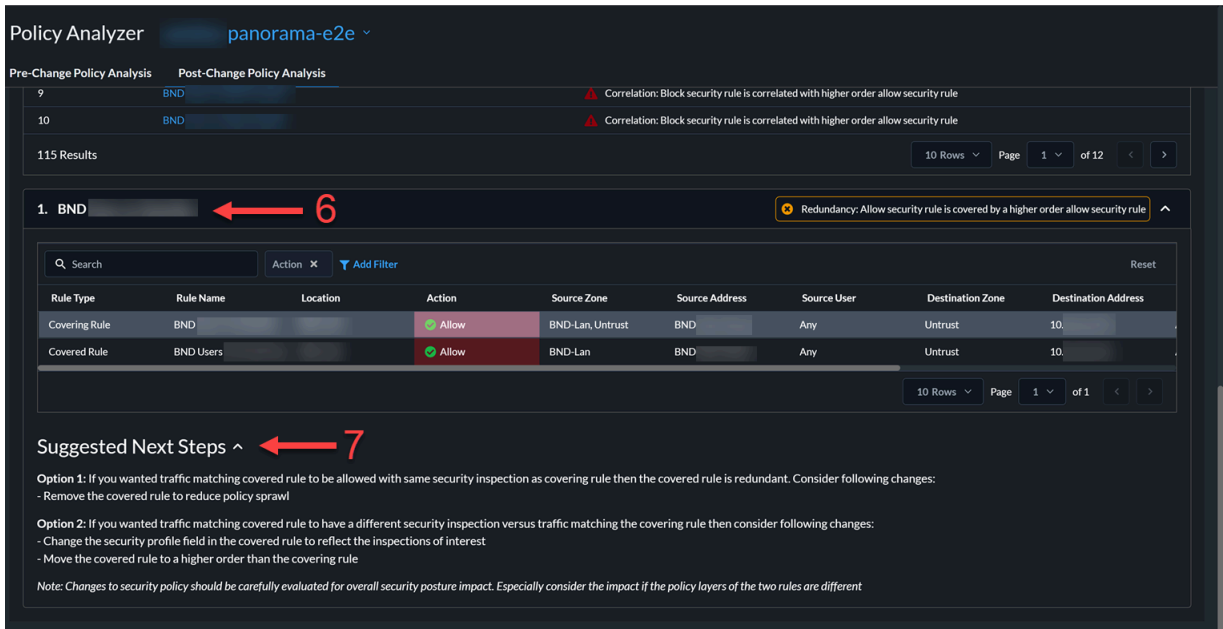 Policy Analyzer panorama-e2e
Pre-Change Policy Analysis Post-Change Policy Analysis
9 BND Correlation: Block security rule is correlated with higher order allow security rule
10 BND Correlation: Block security rule is correlated with higher order allow security rule
115 Results 10 Rows Page 1 of 12
1. BND 6 Redundancy: Allow security rule is covered by a higher order allow security rule
Search Action Add Filter Reset
Rule Type Rule Name Location Action Source Zone Source Address Source User Destination Zone Destination Address
Covering Rule BND Allow BND-Lan, Untrust BND Any Untrust 10.
Covered Rule BND Users Allow BND-Lan BND Any Untrust 10.
10 Rows Page 1 of 1
Suggested Next Steps 7
Option 1: If you wanted traffic matching covered rule to be allowed with same security inspection as covering rule then the covered rule is redundant. Consider following changes:
- Remove the covered rule to reduce policy sprawl
Option 2: If you wanted traffic matching covered rule to have a different security inspection versus traffic matching the covering rule then consider following changes:
- Change the security profile field in the covered rule to reflect the inspections of interest
- Move the covered rule to a higher order than the covering rule
Note: Changes to security policy should be carefully evaluated for overall security posture impact. Especially consider the impact if the policy layers of the two rules are different